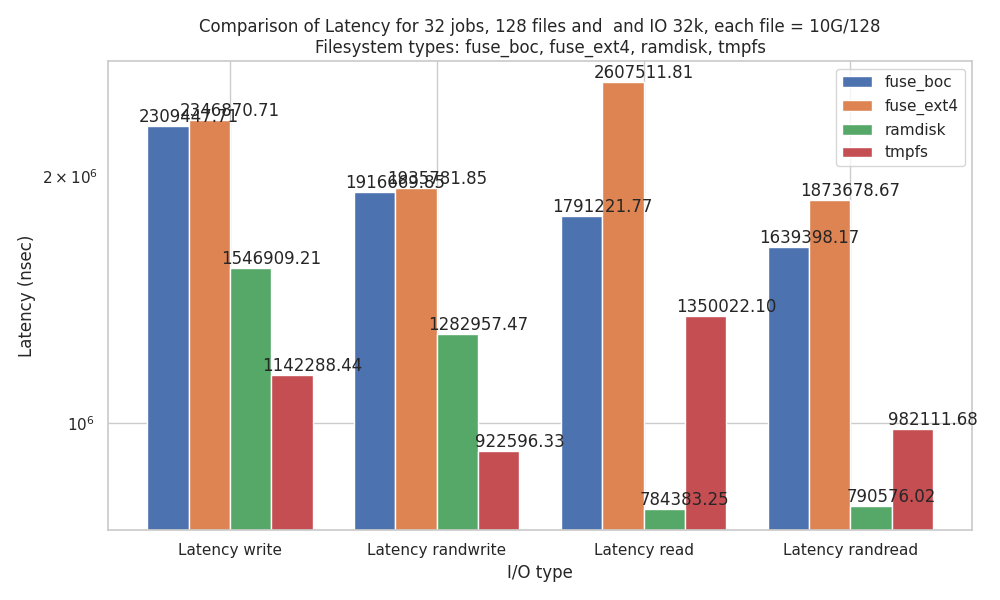 Comparison of Latency for 32 jobs, 128 files and  and IO 32k, each file = 10G/128
Filesystem types: fuse_boc, fuse_ext4, ramdisk, tmpfs
fuse_boc
fuse_ext4
ramdisk
tmpfs
Latency (nsec)
2 × 10⁶
10⁶
2309447.71
2346870.71
1546909.21
1142288.44
1916669.85
1935781.85
1282957.47
922596.33
1791221.77
2607511.81
784383.25
1350022.10
1639398.17
1873678.67
790576.02
982111.68
Latency write
Latency randwrite
Latency read
Latency randread
I/O type